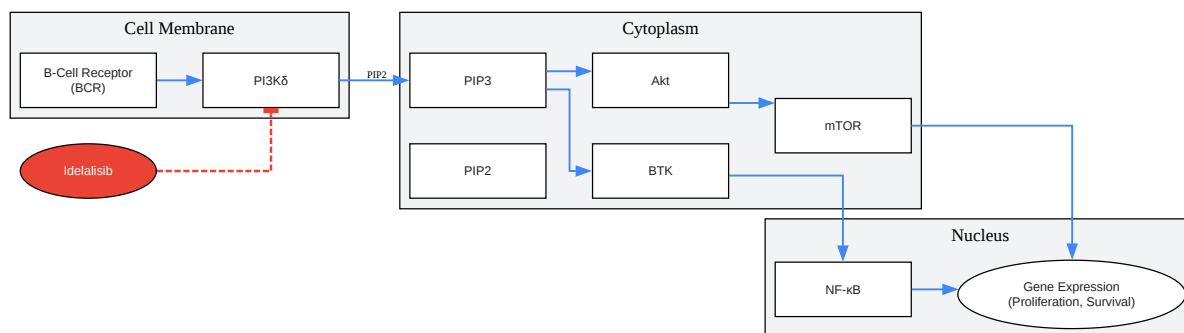 Cell Membrane
B-Cell Receptor
(BCR)
PI3Kδ
Idelalisib
PIP2
Cytoplasm
PIP3
Akt
mTOR
PIP2
BTK
Nucleus
NF-κB
Gene Expression
(Proliferation, Survival)